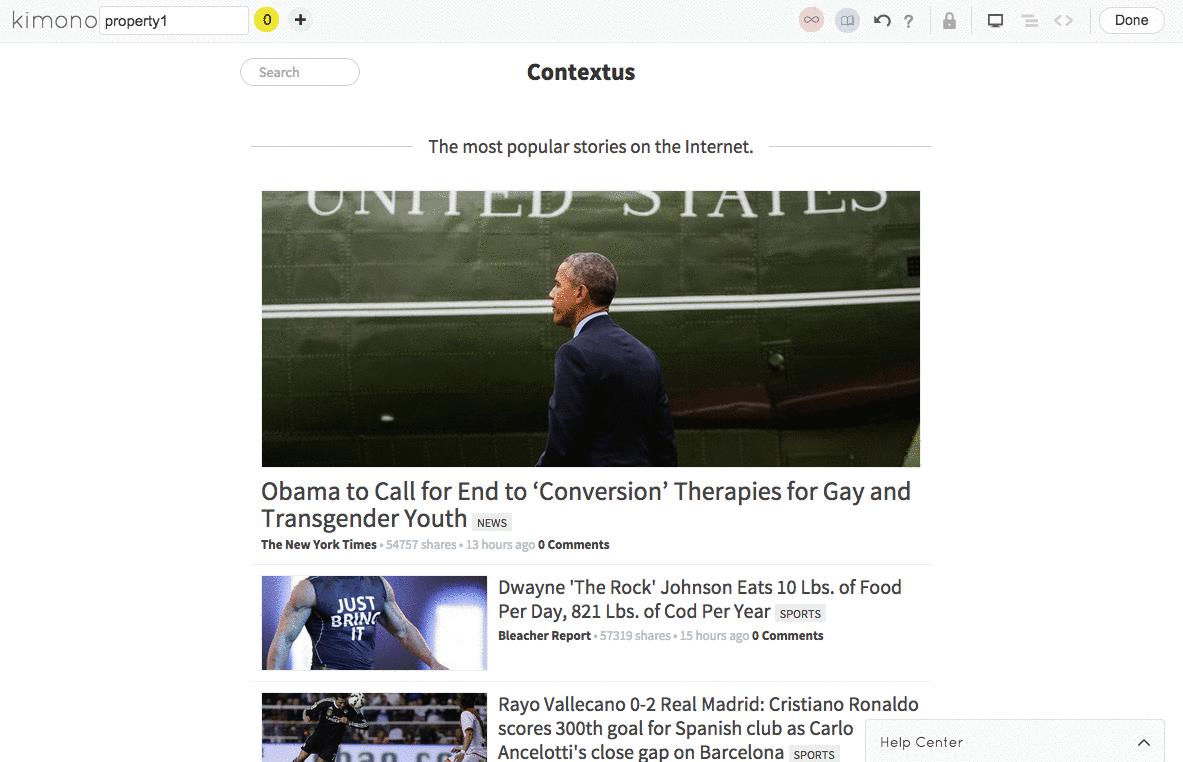 kimono property1 0 + ? <> Done
Search
Contextus
The most popular stories on the Internet.
UNITED STATES
Obama to Call for End to ‘Conversion’ Therapies for Gay and
Transgender Youth NEWS
The New York Times • 54757 shares • 13 hours ago 0 Comments
JUST
BRING
IT
Dwayne 'The Rock' Johnson Eats 10 Lbs. of Food
Per Day, 821 Lbs. of Cod Per Year SPORTS
Bleacher Report • 57319 shares • 15 hours ago 0 Comments
Rayo Vallecano 0-2 Real Madrid: Cristiano Ronaldo
scores 300th goal for Spanish club as Carlo
Ancelotti's close gap on Barcelona SPORTS
Help Center